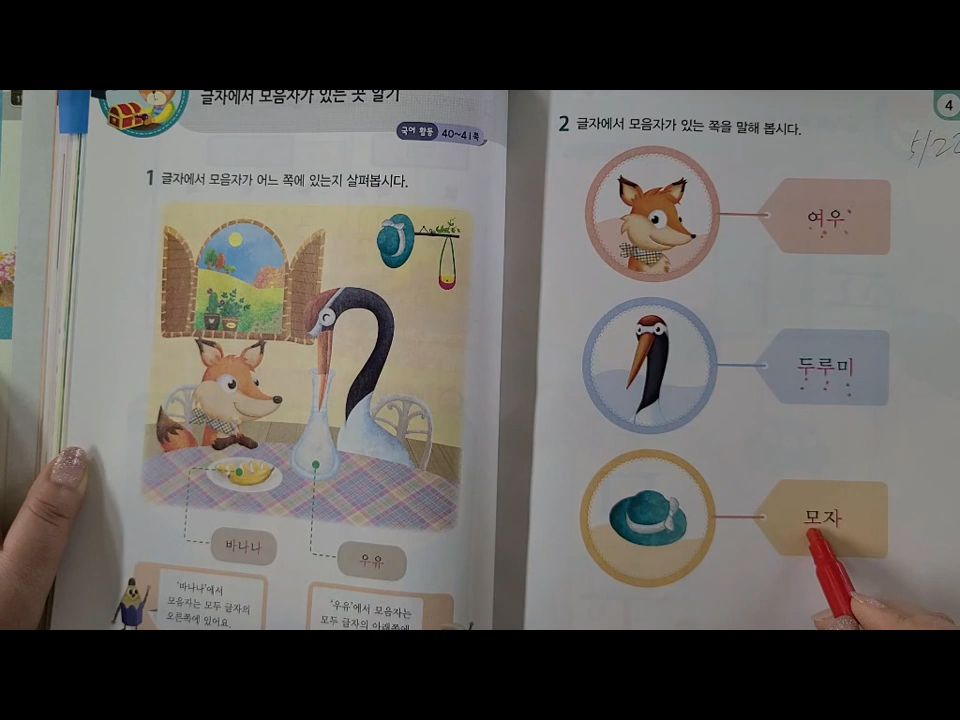 글자에서 모음자가 있는 곳 알기
국어 활동 40~41쪽
1 글자에서 모음자가 어느 쪽에 있는지 살펴봅시다.
바나나
우유
'바나나'에서
모음자는 모두 글자의
오른쪽에 있어요.
'우유'에서 모음자는
모두 글자의 아래쪽에
4
5/22
2 글자에서 모음자가 있는 쪽을 말해 봅시다.
여우
두루미
모자